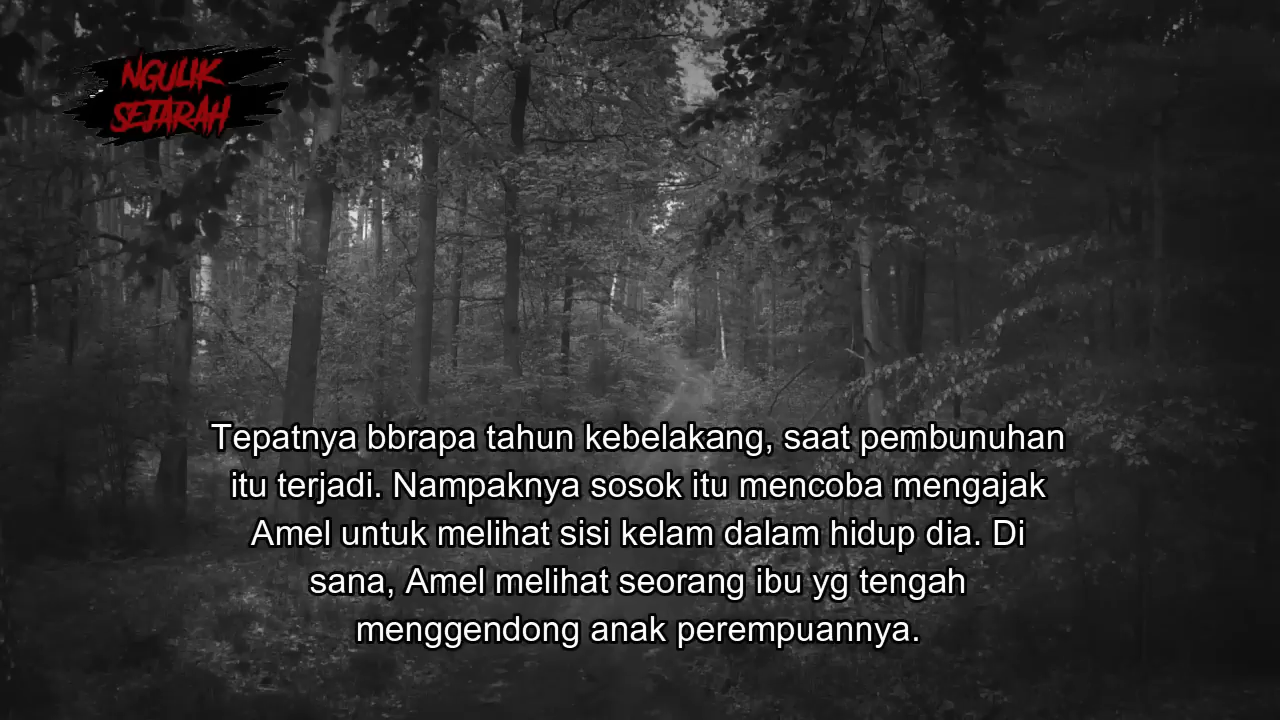 NGULIK
SEJARAH
Tepatnya bbrapa tahun kebelakang, saat pembunuhan
itu terjadi. Nampaknya sosok itu mencoba mengajak
Amel untuk melihat sisi kelam dalam hidup dia. Di
sana, Amel melihat seorang ibu yg tengah
menggendong anak perempuannya.